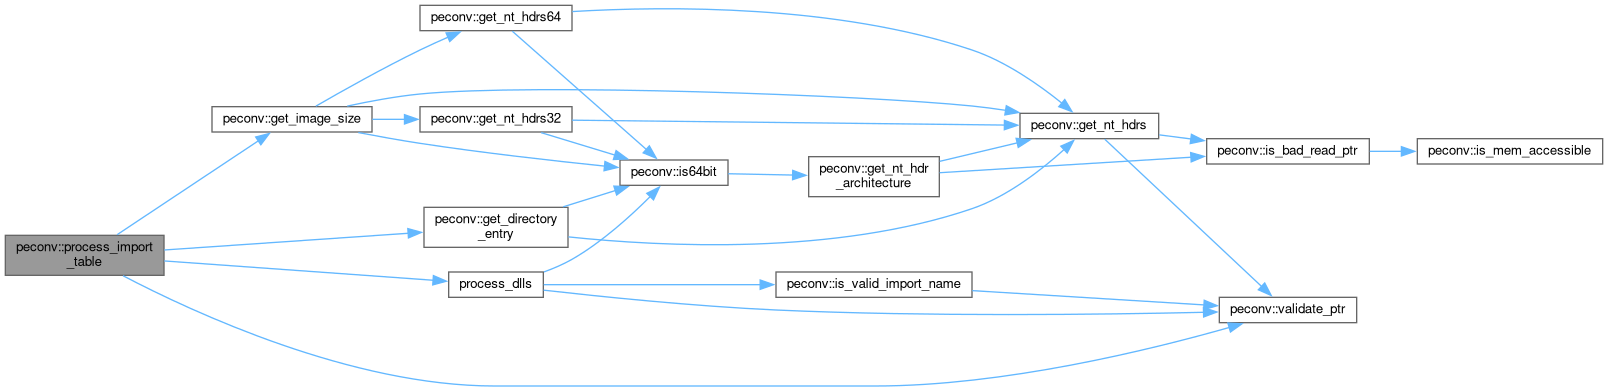 peconv::get_nt_hdrs64
peconv::get_image_size
peconv::get_nt_hdrs32
peconv::get_nt_hdrs
peconv::is_bad_read_ptr
peconv::is_mem_accessible
peconv::is64bit
peconv::get_nt_hdr
_architecture
peconv::get_directory
_entry
peconv::process_import
_table
process_dlls
peconv::is_valid_import_name
peconv::validate_ptr